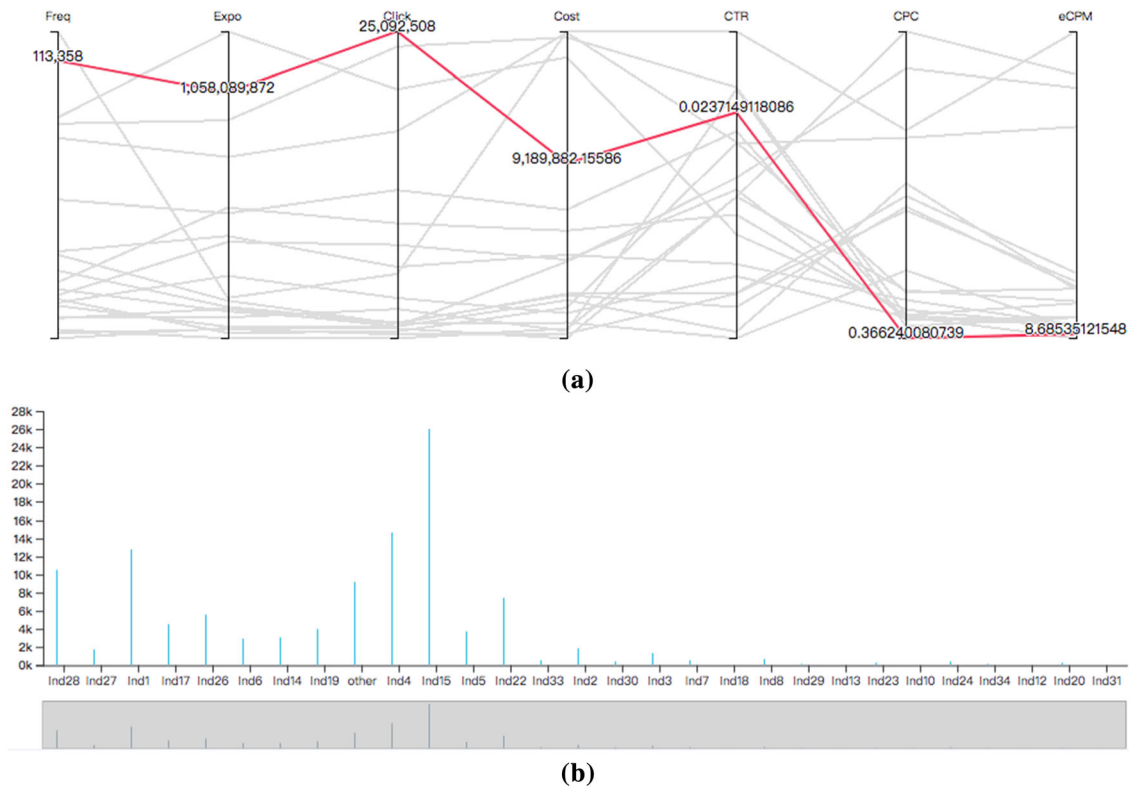 Freq Expo Click Cost CTR CPC eCPM
25,092,508
113,358
1,058,089,872
0.0237149118086
9,189,882.15586
0.366240080739
8.68535121548
(a)
28k
26k
24k
22k
20k
18k
16k
14k
12k
10k
8k
6k
4k
2k
0k
Ind28 Ind27 Ind1 Ind17 Ind26 Ind6 Ind14 Ind19 other Ind4 Ind15 Ind5 Ind22 Ind33 Ind2 Ind30 Ind3 Ind7 Ind18 Ind8 Ind29 Ind13 Ind23 Ind10 Ind24 Ind34 Ind12 Ind20 Ind31
(b)